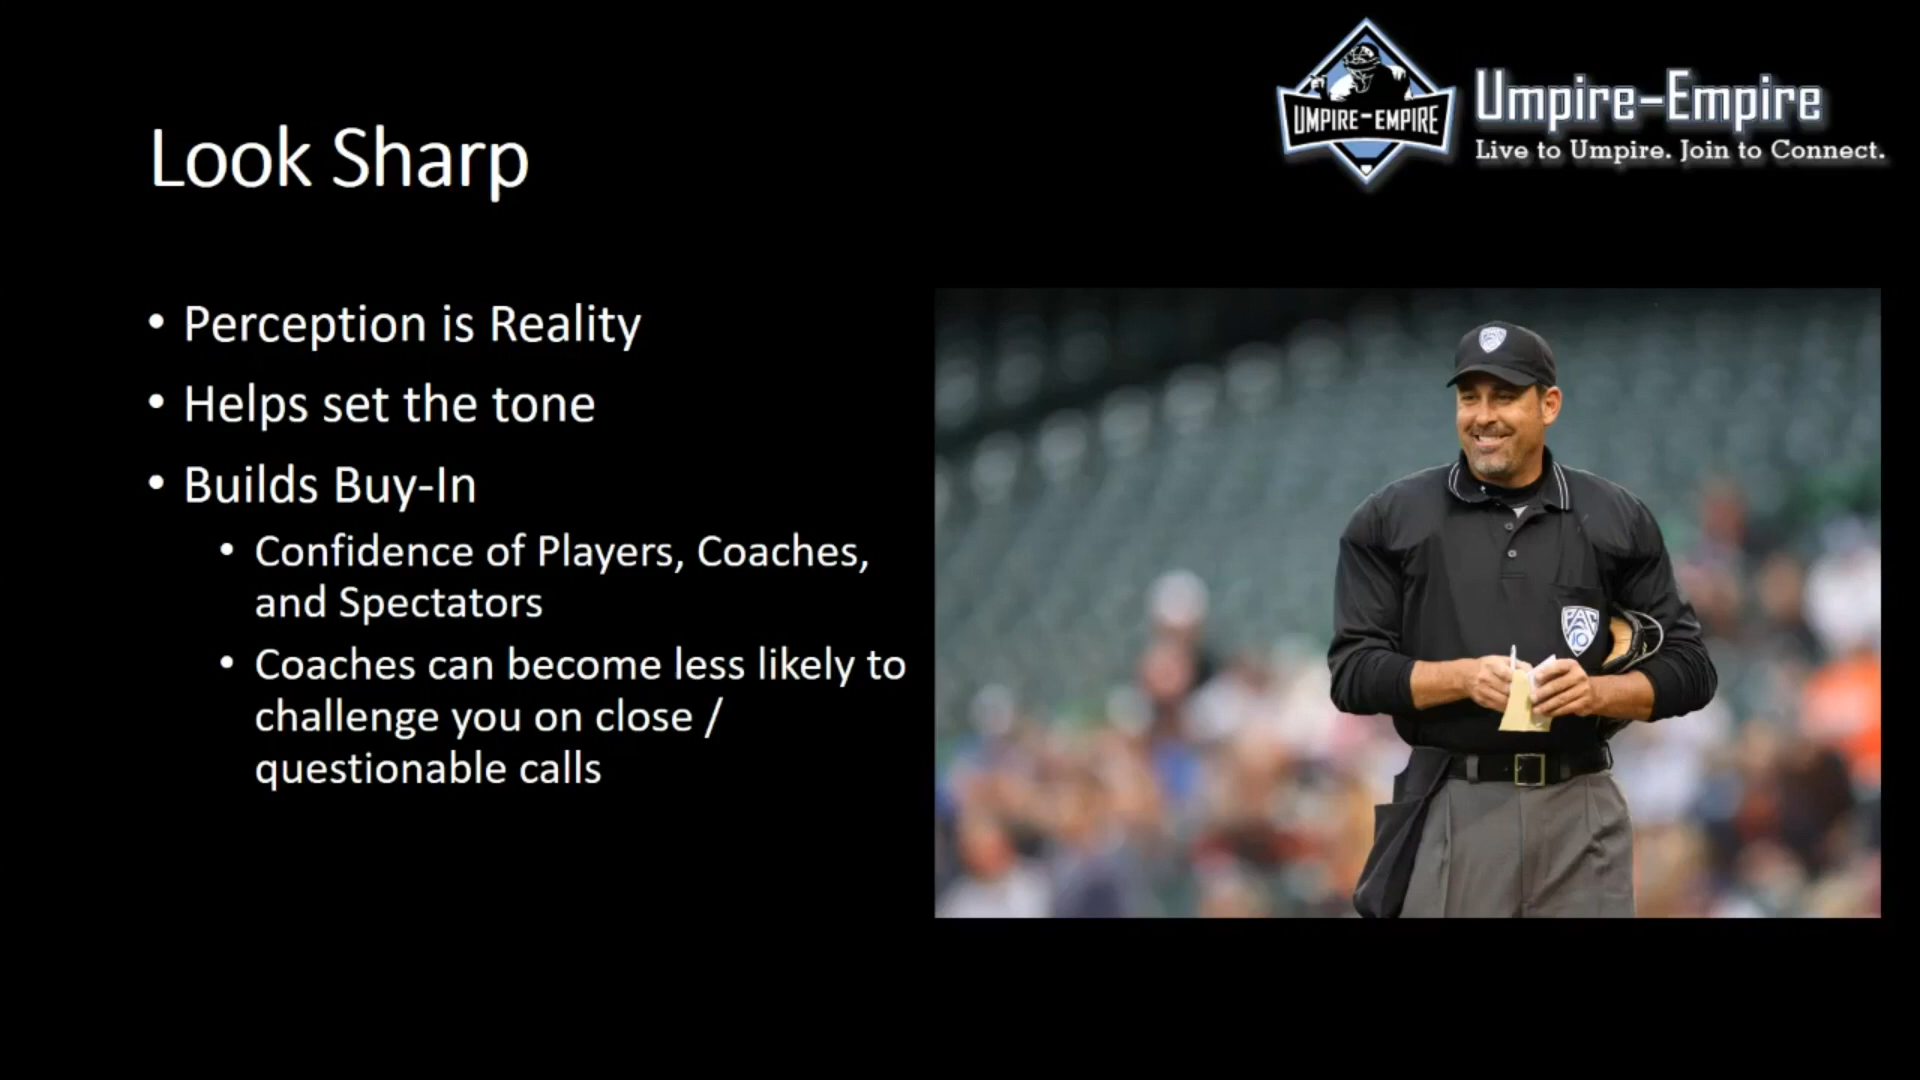 UMPIRE-EMPIRE
Umpire-Empire
Live to Umpire. Join to Connect.
Look Sharp
• Perception is Reality
• Helps set the tone
• Builds Buy-In
• Confidence of Players, Coaches,
and Spectators
• Coaches can become less likely to
challenge you on close /
questionable calls
PAC
10